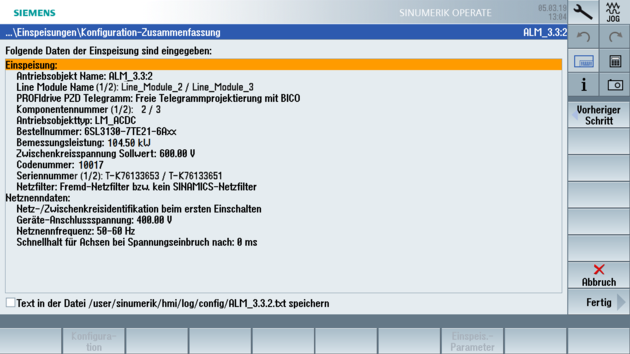 SIEMENS
SINUMERIK OPERATE
05.03.19
13:04
JOG
...\Einspeisungen\Konfiguration-Zusammenfassung
ALM_3.3:2
Folgende Daten der Einspeisung sind eingegeben:
Einspeisung:
Antriebsobjekt Name: ALM_3.3:2
Line Module Name (1/2): Line_Module_2 / Line_Module_3
PROFIdrive PZD Telegramm: Freie Telegrammprojektierung mit BICO
Komponentennummer (1/2): 2 / 3
Antriebsobjekttyp: LM_ACDC
Bestellnummer: 6SL3130-7TE21-6Axx
Bemessungsleistung: 104.50 kW
Zwischenkreisspannung Sollwert: 600.00 V
Codenummer: 10017
Seriennummer (1/2): T-K76133653 / T-K76133651
Netzfilter: Fremd-Netzfilter bzw. kein SINAMICS-Netzfilter
Netznenndaten:
Netz-/Zwischenkreisidentifikation beim ersten Einschalten
Geräte-Anschlussspannung: 400.00 V
Netznennfrequenz: 50-60 Hz
Schnellhalt für Achsen bei Spannungseinbruch nach: 0 ms
Text in der Datei /user/sinumerik/hmi/log/config/ALM_3.3.2.txt speichern
Vorheriger
Schritt
Abbruch
Fertig
Konfigura-
tion
Einspeis.-
Parameter